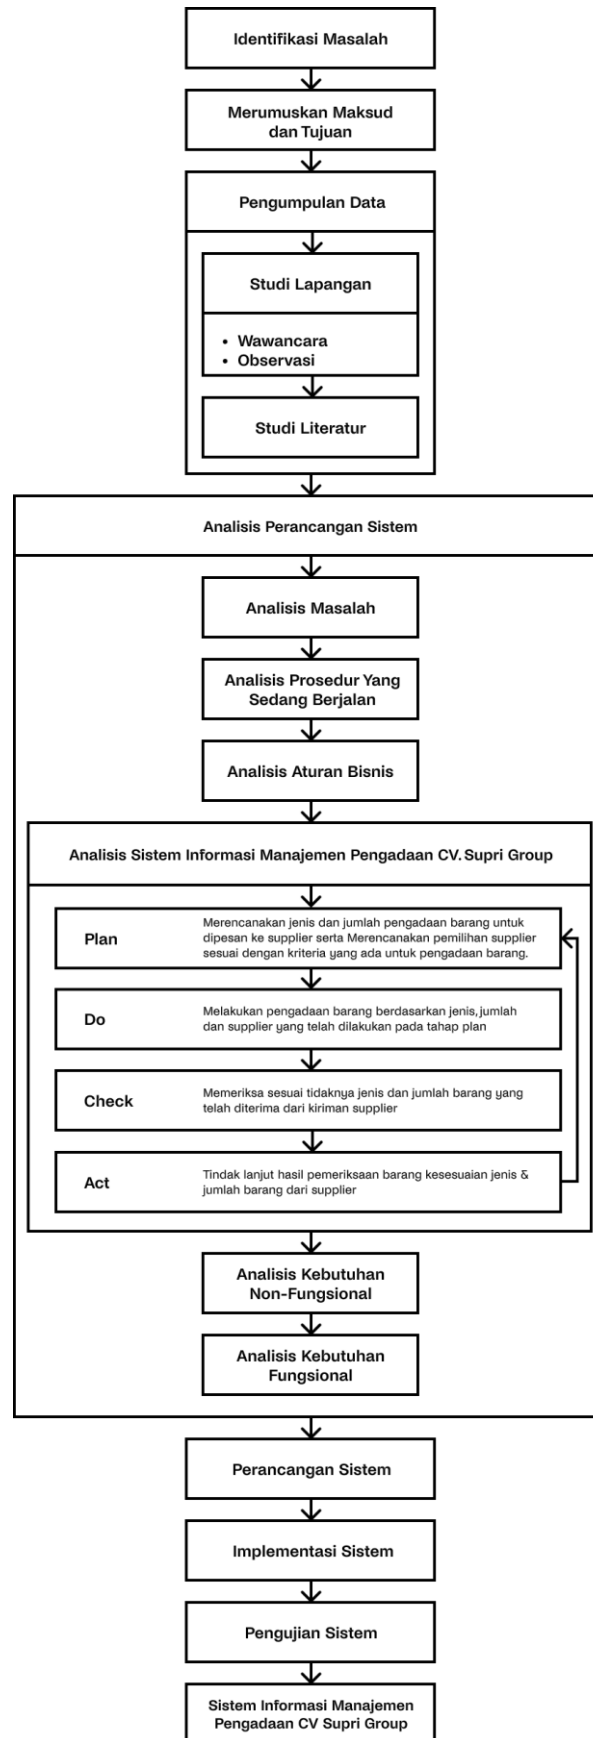 Identifikasi Masalah
Merumuskan Maksud
dan Tujuan
Pengumpulan Data
Studi Lapangan
• Wawancara
• Observasi
Studi Literatur
Analisis Perancangan Sistem
Analisis Masalah
Analisis Prosedur Yang
Sedang Berjalan
Analisis Aturan Bisnis
Analisis Sistem Informasi Manajemen Pengadaan CV. Supri Group
Plan
Merencanakan jenis dan jumlah pengadaan barang untuk
dipesan ke supplier serta Merencanakan pemilihan supplier
sesuai dengan kriteria yang ada untuk pengadaan barang.
Do
Melakukan pengadaan barang berdasarkan jenis, jumlah
dan supplier yang telah dilakukan pada tahap plan
Check
Memeriksa sesuai tidaknya jenis dan jumlah barang yang
telah diterima dari kiriman supplier
Act
Tindak lanjut hasil pemeriksaan barang kesesuaian jenis &
jumlah barang dari supplier
Analisis Kebutuhan
Non-Fungsional
Analisis Kebutuhan
Fungsional
Perancangan Sistem
Implementasi Sistem
Pengujian Sistem
Sistem Informasi Manajemen
Pengadaan CV Supri Group